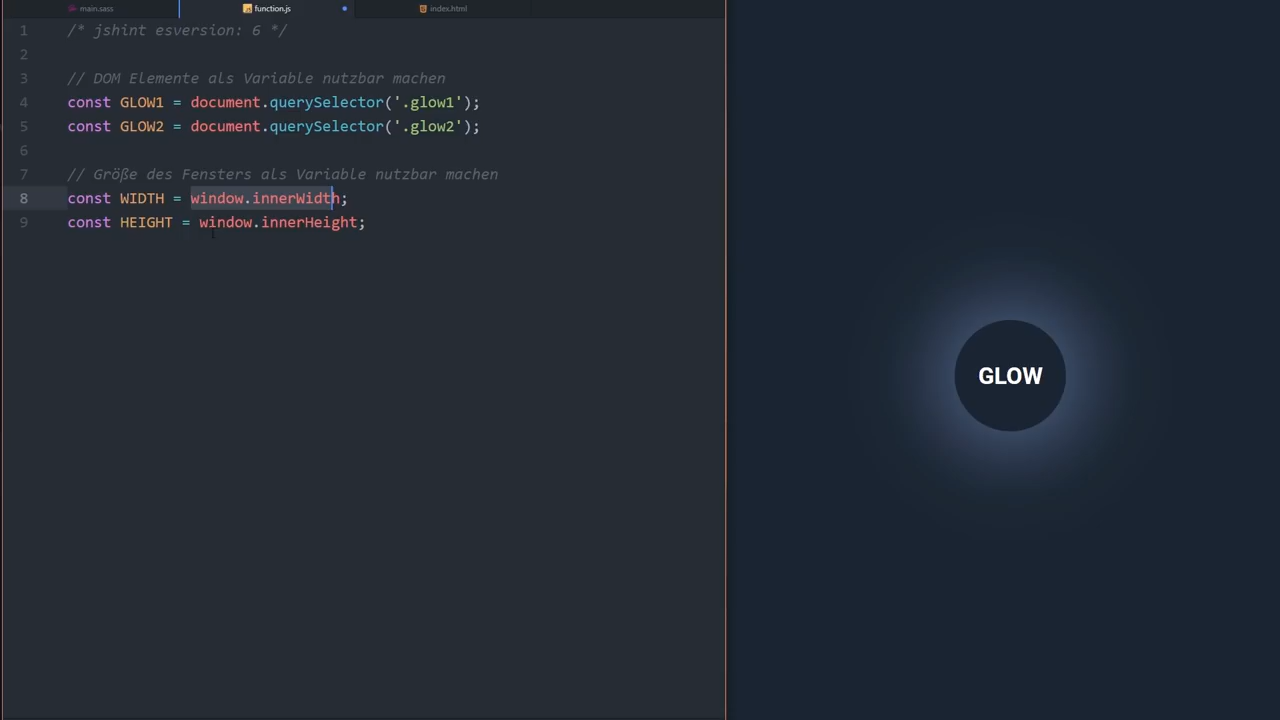 main.sass function.js index.html
1 /* jshint esversion: 6 */
2
3 // DOM Elemente als Variable nutzbar machen
4 const GLOW1 = document.querySelector('.glow1');
5 const GLOW2 = document.querySelector('.glow2');
6
7 // Größe des Fensters als Variable nutzbar machen
8 const WIDTH = window.innerWidth;
9 const HEIGHT = window.innerHeight;
GLOW